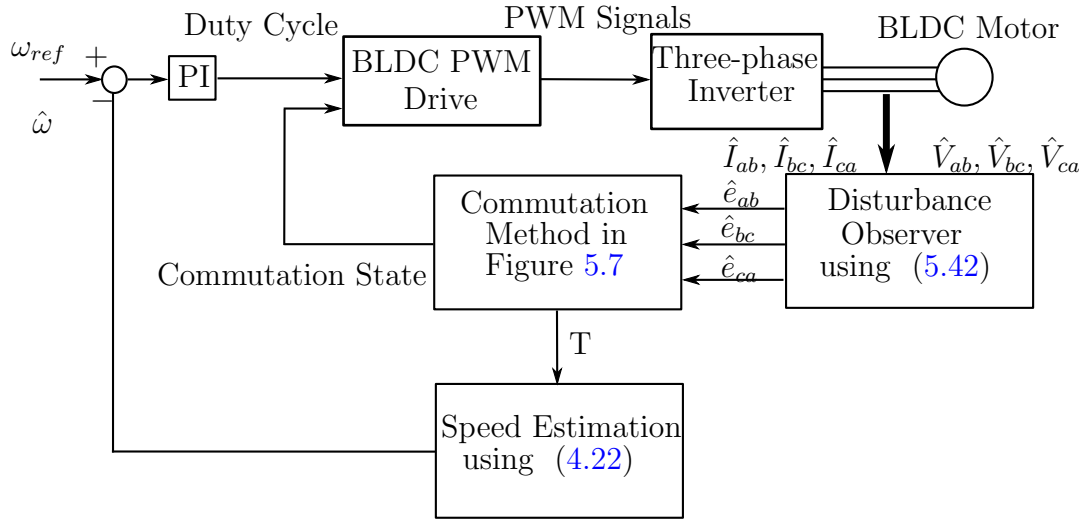 PWM Signals
Duty Cycle
BLDC Motor
ω_ref
+
−
ω̂
PI
BLDC PWM
Drive
Three-phase
Inverter
Î_ab, Î_bc, Î_ca
V̂_ab, V̂_bc, V̂_ca
Commutation
Method in
Figure 5.7
ê_ab
ê_bc
ê_ca
Disturbance
Observer
using (5.42)
Commutation State
T
Speed Estimation
using (4.22)